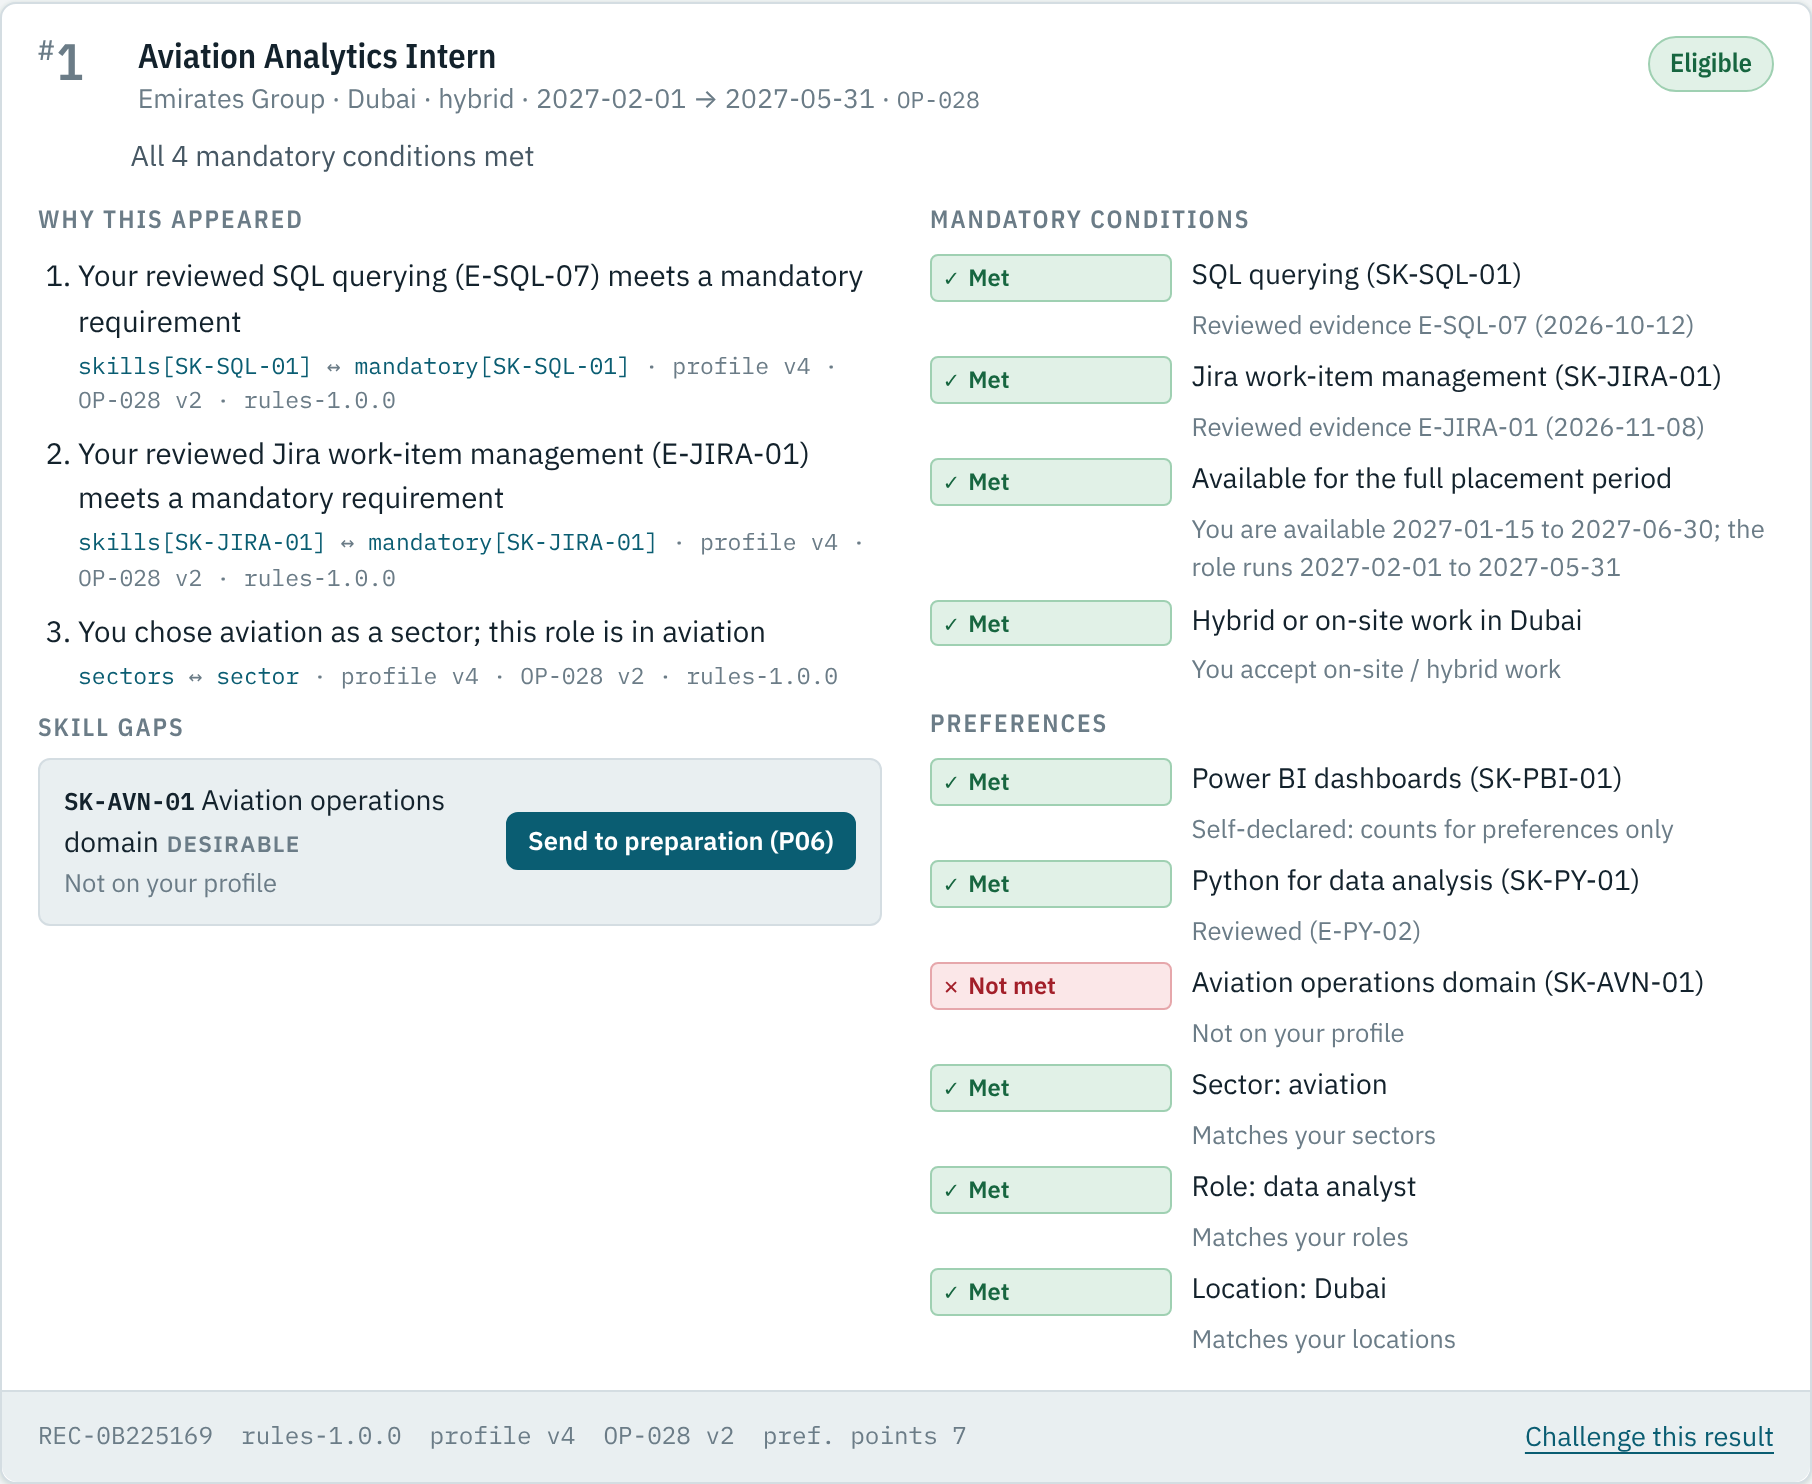 #1 Aviation Analytics Intern
Eligible
Emirates Group · Dubai · hybrid · 2027-02-01 → 2027-05-31 · OP-028
All 4 mandatory conditions met
WHY THIS APPEARED
1. Your reviewed SQL querying (E-SQL-07) meets a mandatory
requirement
skills[SK-SQL-01] ↔ mandatory[SK-SQL-01] · profile v4 ·
OP-028 v2 · rules-1.0.0
2. Your reviewed Jira work-item management (E-JIRA-01)
meets a mandatory requirement
skills[SK-JIRA-01] ↔ mandatory[SK-JIRA-01] · profile v4 ·
OP-028 v2 · rules-1.0.0
3. You chose aviation as a sector; this role is in aviation
sectors ↔ sector · profile v4 · OP-028 v2 · rules-1.0.0
SKILL GAPS
SK-AVN-01 Aviation operations
domain DESIRABLE
Not on your profile
Send to preparation (P06)
MANDATORY CONDITIONS
✓ Met SQL querying (SK-SQL-01)
Reviewed evidence E-SQL-07 (2026-10-12)
✓ Met Jira work-item management (SK-JIRA-01)
Reviewed evidence E-JIRA-01 (2026-11-08)
✓ Met Available for the full placement period
You are available 2027-01-15 to 2027-06-30; the
role runs 2027-02-01 to 2027-05-31
✓ Met Hybrid or on-site work in Dubai
You accept on-site / hybrid work
PREFERENCES
✓ Met Power BI dashboards (SK-PBI-01)
Self-declared: counts for preferences only
✓ Met Python for data analysis (SK-PY-01)
Reviewed (E-PY-02)
× Not met Aviation operations domain (SK-AVN-01)
Not on your profile
✓ Met Sector: aviation
Matches your sectors
✓ Met Role: data analyst
Matches your roles
✓ Met Location: Dubai
Matches your locations
REC-0B225169 rules-1.0.0 profile v4 OP-028 v2 pref. points 7
Challenge this result